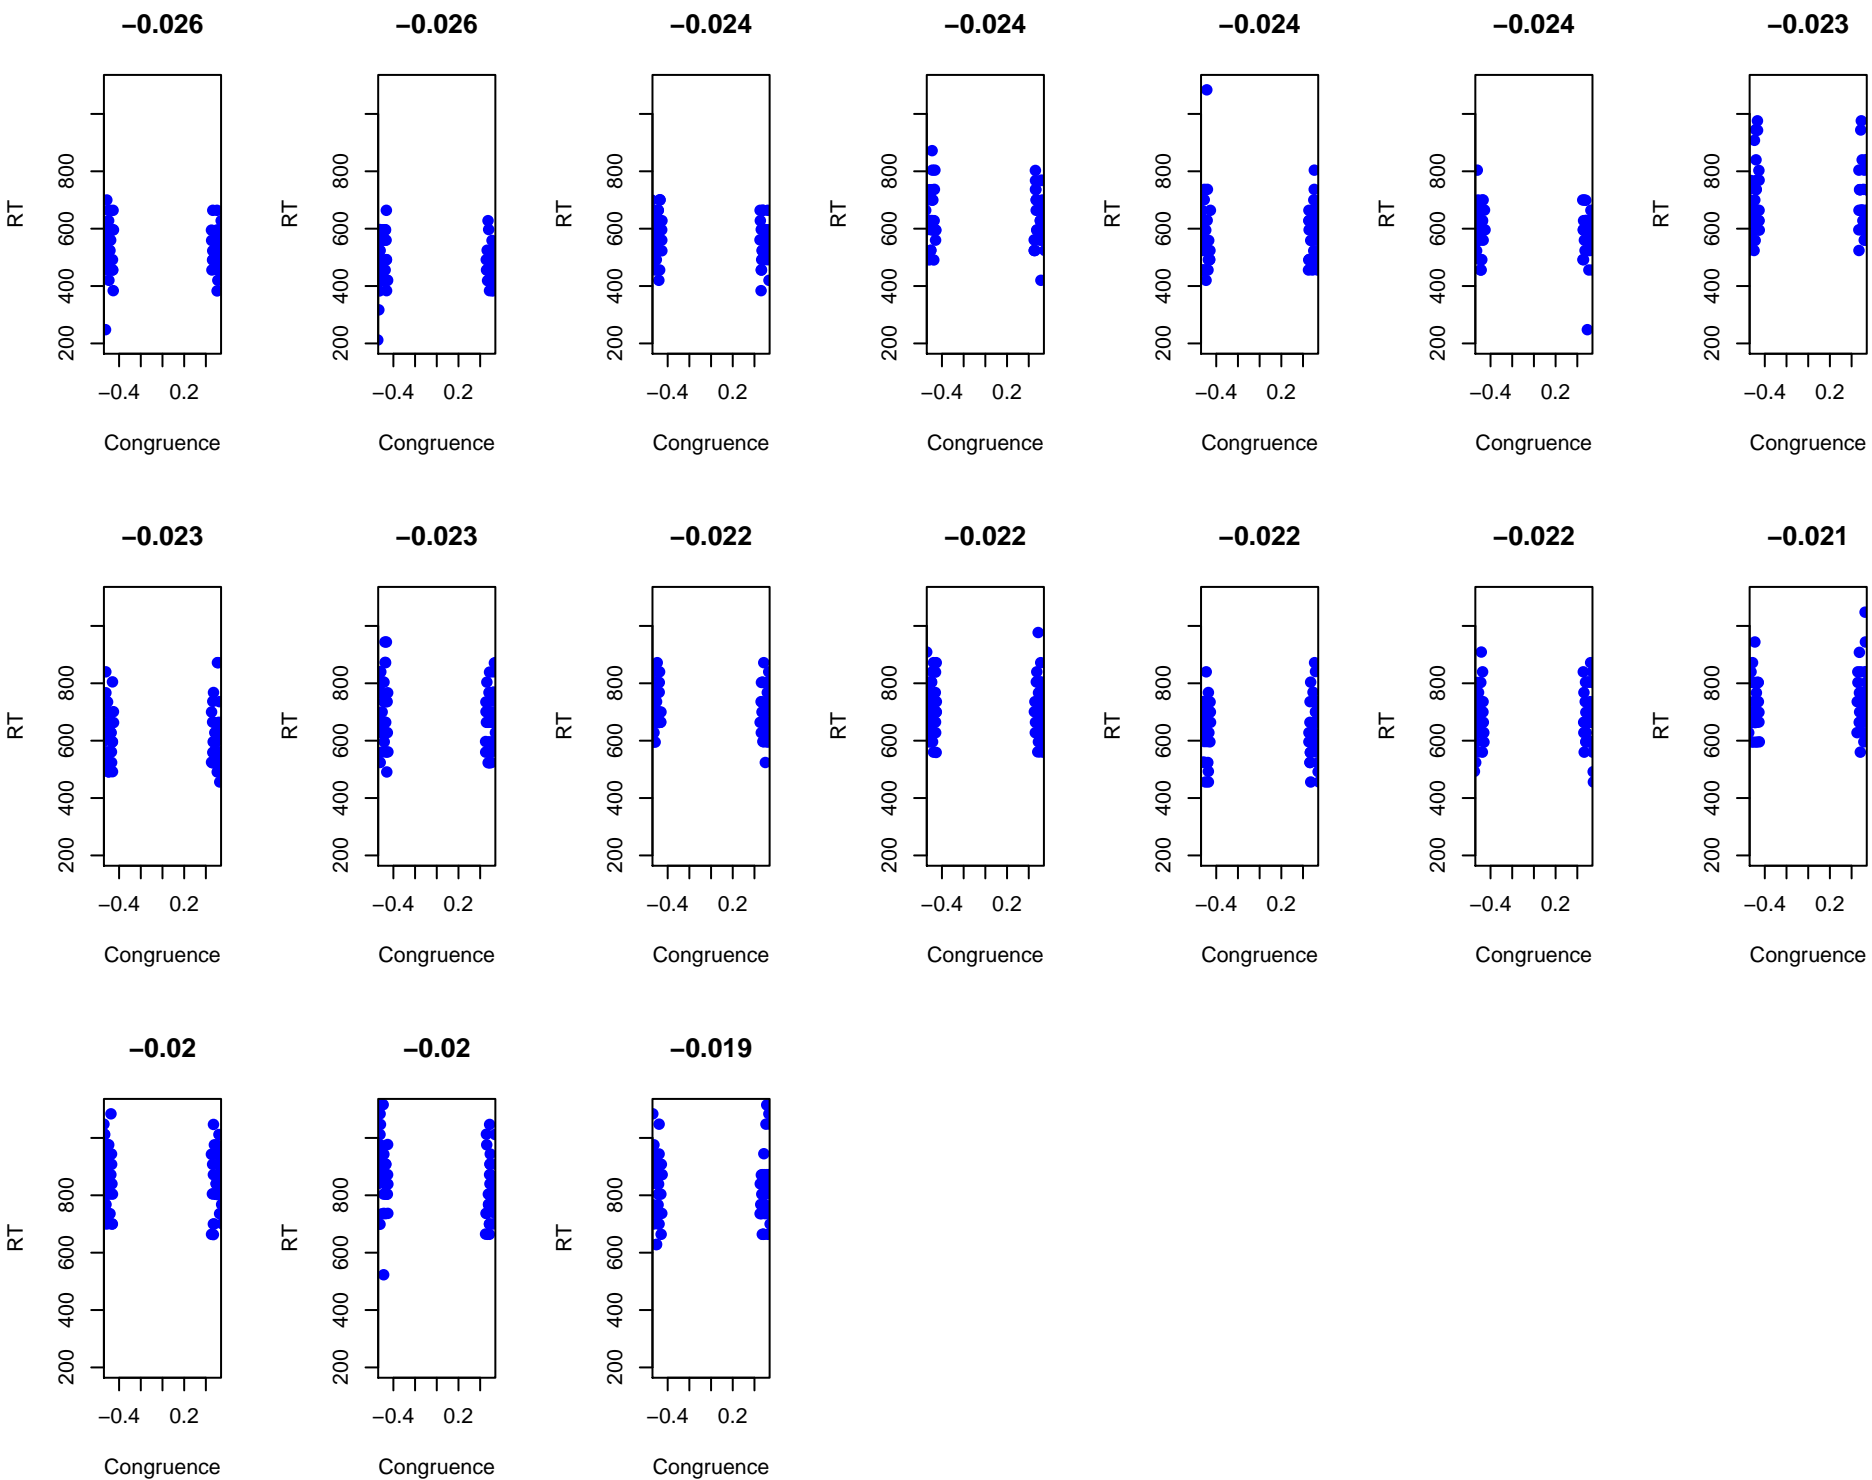 −0.026 −0.026 −0.024 −0.024 −0.024 −0.024 −0.023
RT RT RT RT RT RT RT
800 800 800 800 800 800 800
600 600 600 600 600 600 600
400 400 400 400 400 400 400
200 200 200 200 200 200 200
−0.4 0.2 −0.4 0.2 −0.4 0.2 −0.4 0.2 −0.4 0.2 −0.4 0.2 −0.4 0.2
Congruence Congruence Congruence Congruence Congruence Congruence Congruence
−0.023 −0.023 −0.022 −0.022 −0.022 −0.022 −0.021
RT RT RT RT RT RT RT
800 800 800 800 800 800 800
600 600 600 600 600 600 600
400 400 400 400 400 400 400
200 200 200 200 200 200 200
−0.4 0.2 −0.4 0.2 −0.4 0.2 −0.4 0.2 −0.4 0.2 −0.4 0.2 −0.4 0.2
Congruence Congruence Congruence Congruence Congruence Congruence Congruence
−0.02 −0.02 −0.019
RT RT RT
800 800 800
600 600 600
400 400 400
200 200 200
−0.4 0.2 −0.4 0.2 −0.4 0.2
Congruence Congruence Congruence